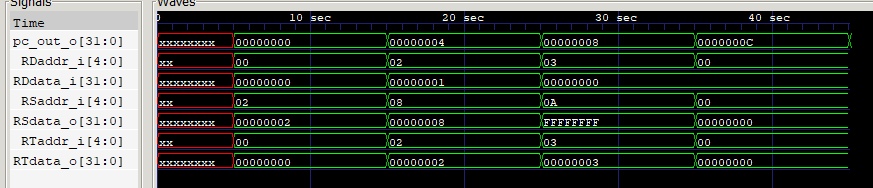 Signals
Waves
Time
0 10 sec 20 sec 30 sec 40 sec
pc_out_o[31:0] xxxxxxxx 00000000 00000004 00000008 0000000C
RDaddr_i[4:0] xx 00 02 03 00
RDdata_i[31:0] xxxxxxxx 00000000 00000001 00000000
RSaddr_i[4:0] xx 02 08 0A 00
RSdata_o[31:0] xxxxxxxx 00000002 00000008 FFFFFFFF 00000000
RTaddr_i[4:0] xx 00 02 03 00
RTdata_o[31:0] xxxxxxxx 00000000 00000002 00000003 00000000